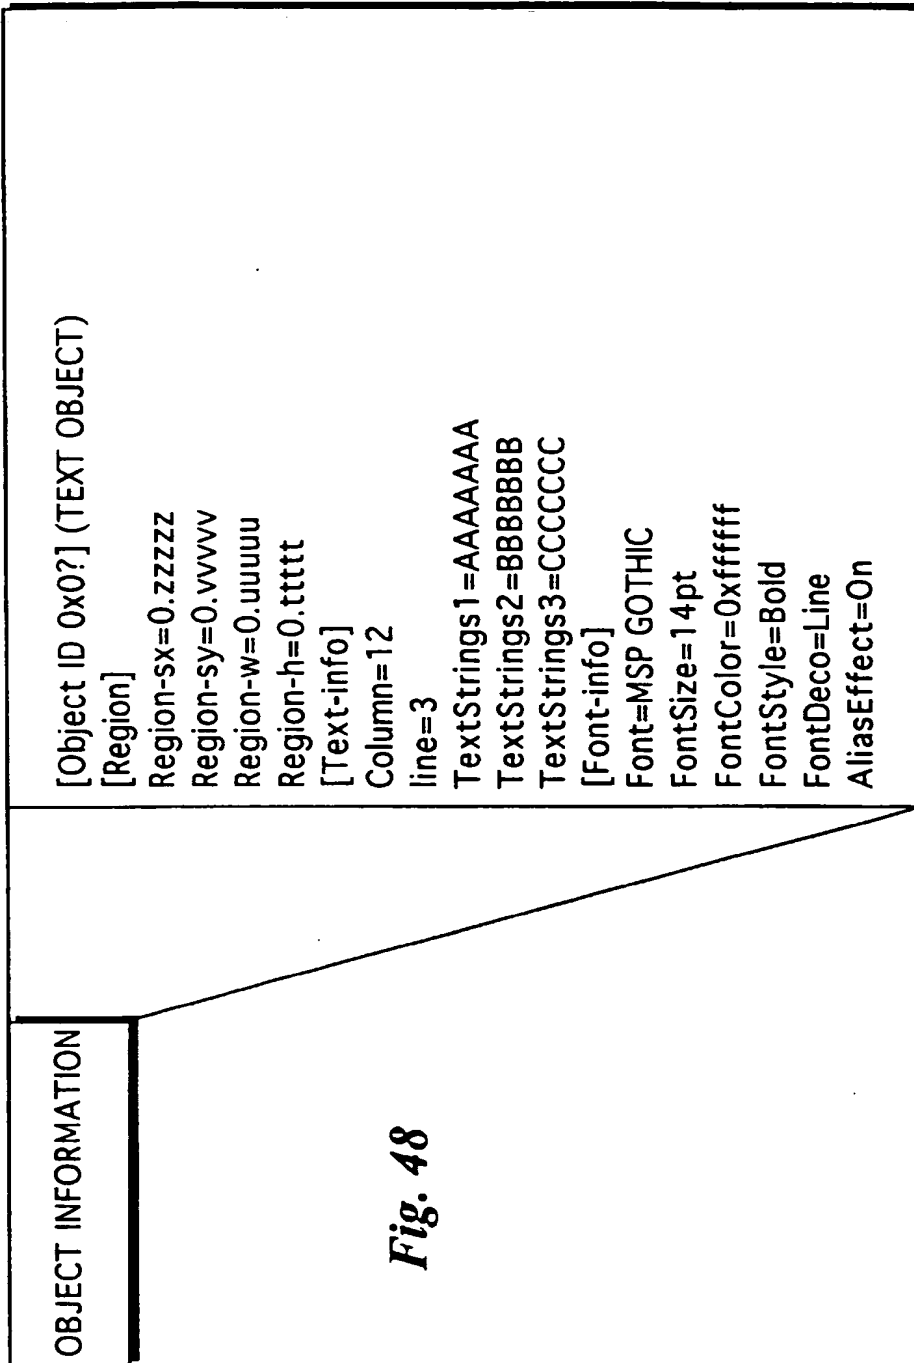 OBJECT INFORMATION
[Object ID 0x0?] (TEXT OBJECT)
[Region]
Region-sx=0.zzzzz
Region-sy=0.vvvvv
Region-w=0.uuuuu
Region-h=0.ttttt
[Text-info]
Column=12
line=3
TextStrings1=AAAAAAA
TextStrings2=BBBBBBB
TextStrings3=CCCCCCC
[Font-info]
Font=MSP GOTHIC
FontSize=14pt
FontColor=0xffffff
FontStyle=Bold
FontDeco=Line
AliasEffect=On
Fig. 48